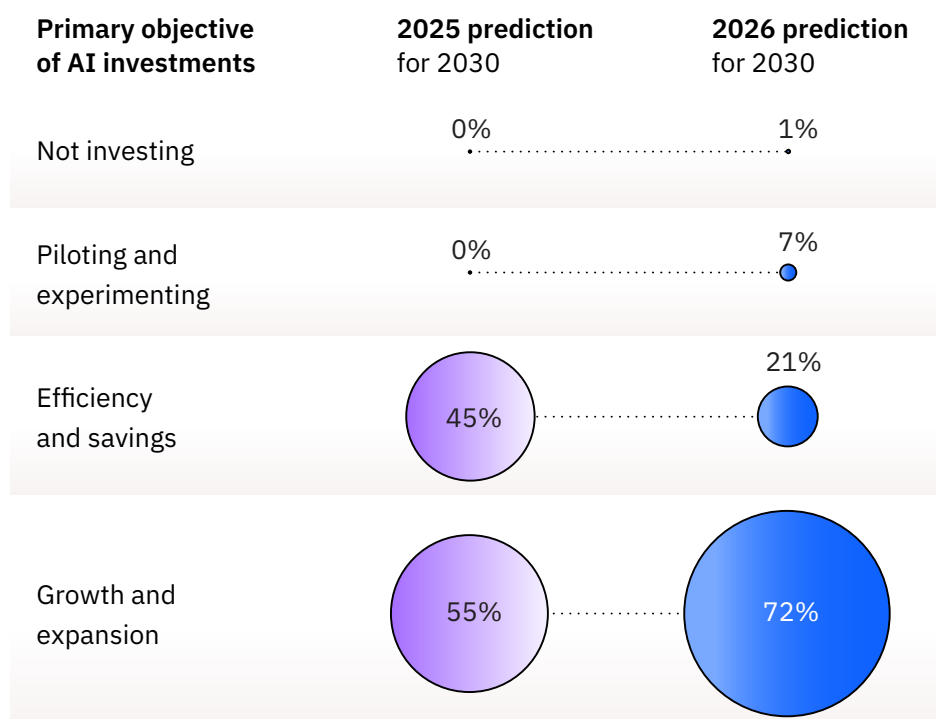 Primary objective
of AI investments
2025 prediction
for 2030
2026 prediction
for 2030
Not investing
0%
1%
Piloting and
experimenting
0%
7%
Efficiency
and savings
45%
21%
Growth and
expansion
55%
72%